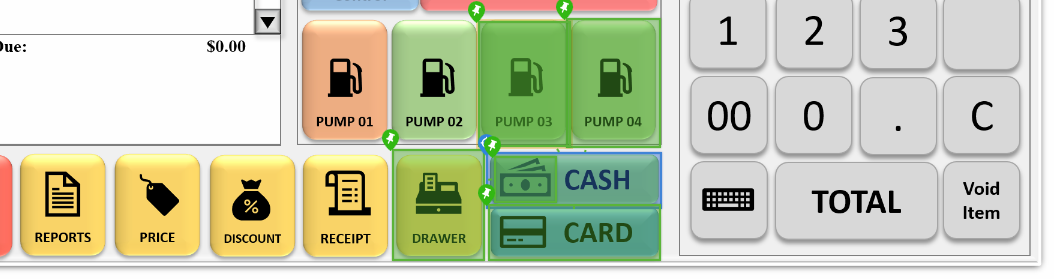 Due: $0.00
PUMP 01
PUMP 02
PUMP 03
PUMP 04
1
2
3
00
0
.
C
REPORTS
PRICE
DISCOUNT
RECEIPT
DRAWER
CASH
CARD
TOTAL
Void
Item